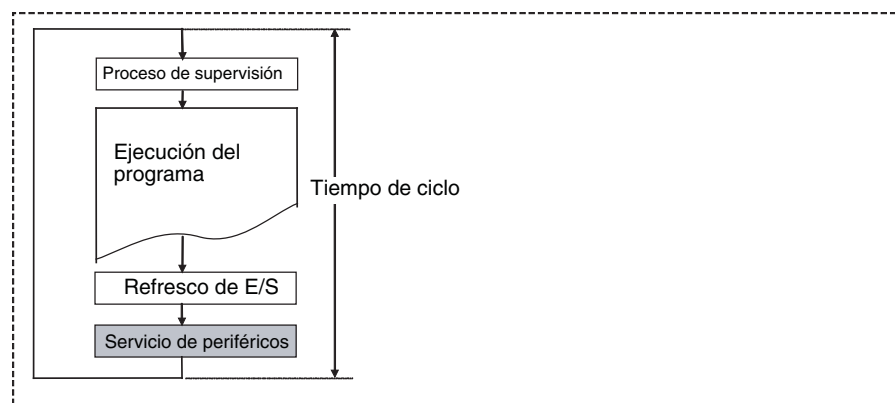 Proceso de supervisión
Ejecución del
programa
Tiempo de ciclo
Refresco de E/S
Servicio de periféricos